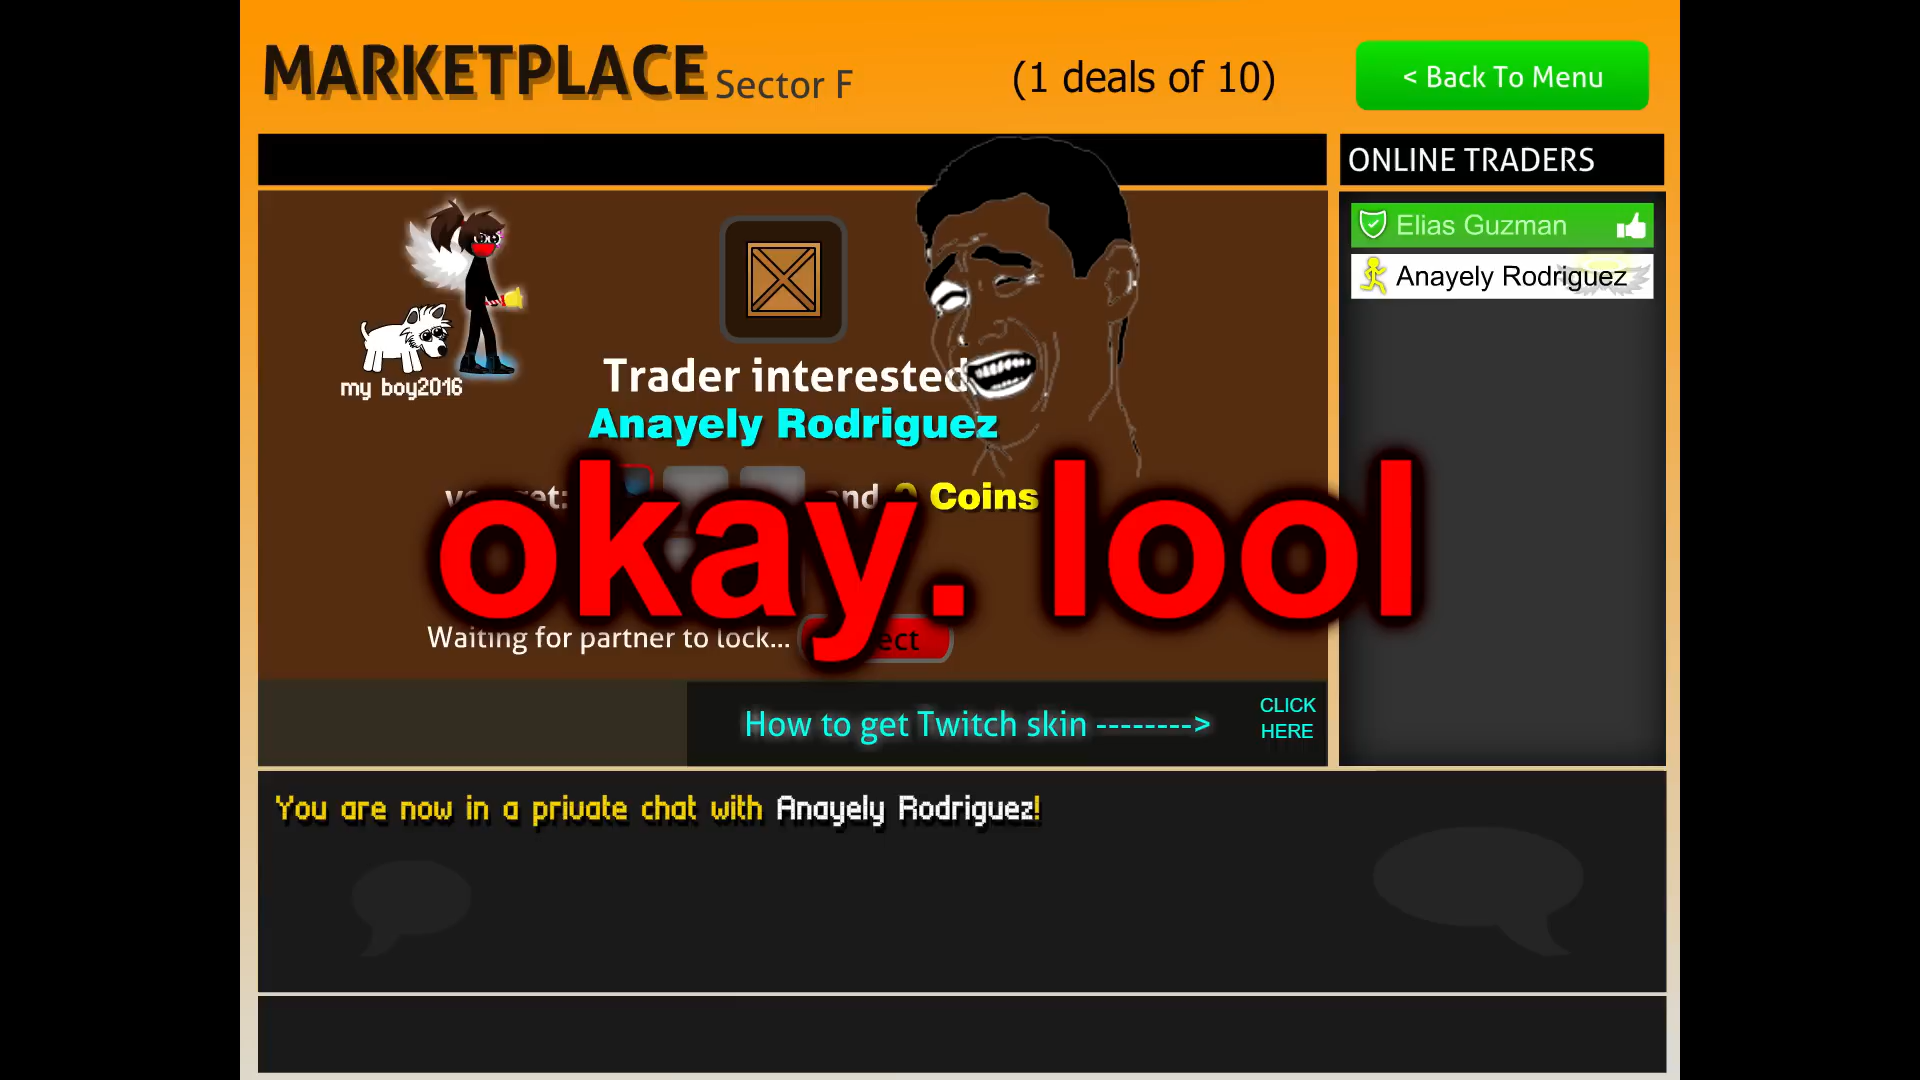 MARKETPLACE Sector F
(1 deals of 10)
< Back To Menu
ONLINE TRADERS
Elias Guzman
Anayely Rodriguez
my boy2016
Trader interested
Anayely Rodriguez
and Coins
okay. lool
Waiting for partner to lock...
How to get Twitch skin -------->
CLICK
HERE
You are now in a private chat with Anayely Rodriguez!